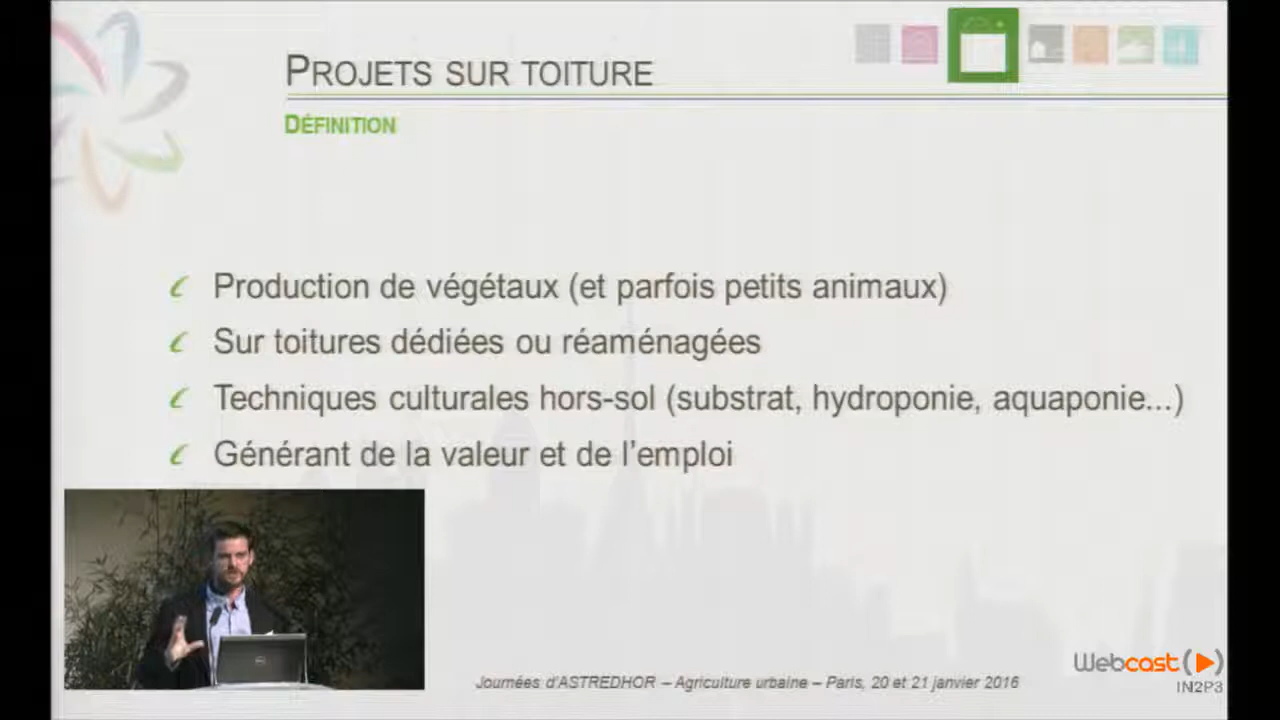 PROJETS SUR TOITURE
DÉFINITION
Production de végétaux (et parfois petits animaux)
Sur toitures dédiées ou réaménagées
Techniques culturales hors-sol (substrat, hydroponie, aquaponie...)
Générant de la valeur et de l'emploi
Journées d'ASTREDHOR – Agriculture urbaine – Paris, 20 et 21 janvier 2016
Webcast
IN2P3